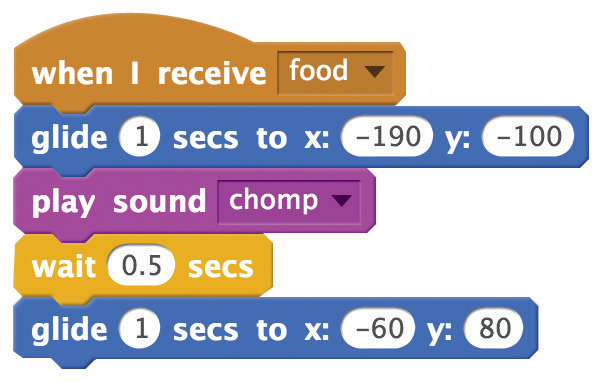 when I receive food
glide 1 secs to x: -190 y: -100
play sound chomp
wait 0.5 secs
glide 1 secs to x: -60 y: 80